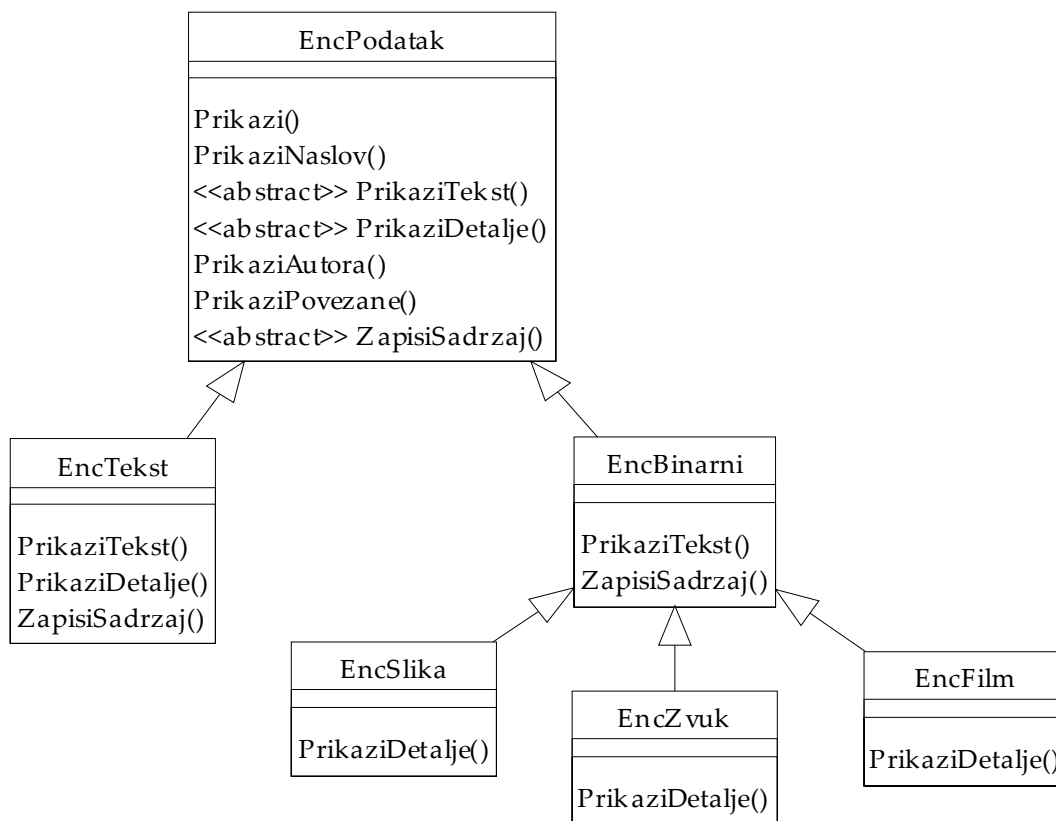 EncPodatak
Prikazi()
PrikaziNaslov()
<<abstract>> PrikaziTekst()
<<abstract>> PrikaziDetalje()
PrikaziAutora()
PrikaziPovezane()
<<abstract>> ZapisiSadrzaj()
EncTekst
PrikaziTekst()
PrikaziDetalje()
ZapisiSadrzaj()
EncBinarni
PrikaziTekst()
ZapisiSadrzaj()
EncSlika
PrikaziDetalje()
EncZvuk
PrikaziDetalje()
EncFilm
PrikaziDetalje()